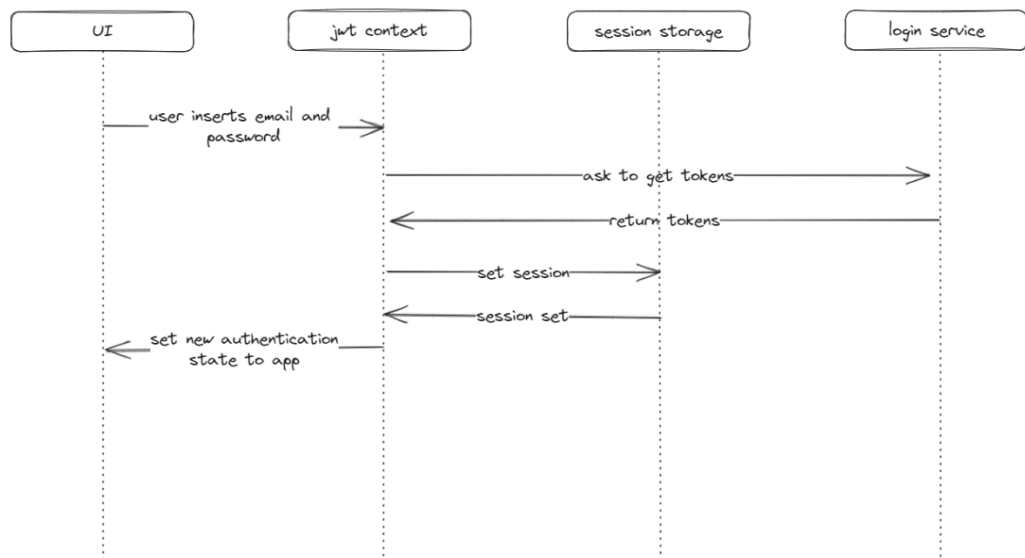 UI
jwt context
session storage
login service
user inserts email and
password
ask to get tokens
return tokens
set session
session set
set new authentication
state to app